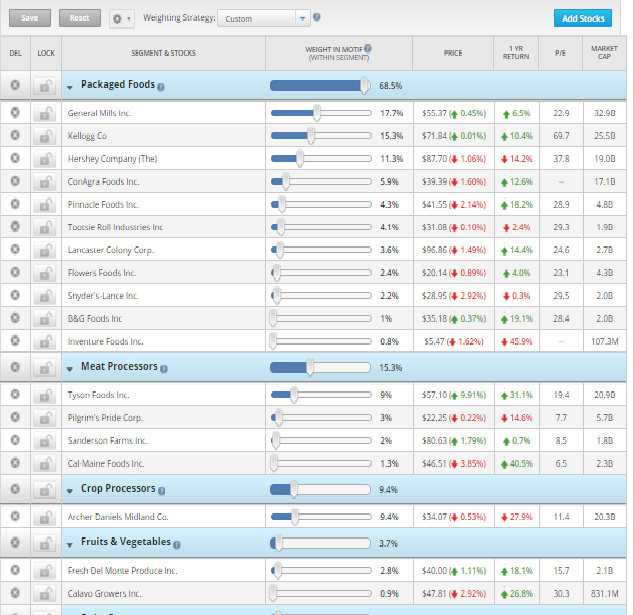 Save Reset Weighting Strategy: Custom Add Stocks
DEL LOCK SEGMENT & STOCKS WEIGHT IN MOTIF (WITHIN SEGMENT) PRICE 1 YR RETURN P/E MARKET CAP
Packaged Foods 68.5%
General Mills Inc. 17.7% $55.37 (0.45%) 6.5% 22.9 32.9B
Kellogg Co 15.3% $71.84 (0.01%) 10.4% 69.7 25.5B
Hershey Company (The) 11.3% $87.70 (1.06%) 14.2% 37.8 19.0B
ConAgra Foods Inc. 5.9% $39.39 (1.60%) 12.6% -- 17.1B
Pinnacle Foods Inc. 4.3% $41.55 (2.14%) 18.2% 28.9 4.8B
Tootsie Roll Industries Inc 4.1% $31.08 (0.10%) 2.4% 29.3 1.9B
Lancaster Colony Corp. 3.6% $96.86 (1.49%) 14.4% 24.6 2.7B
Flowers Foods Inc. 2.4% $20.14 (0.89%) 4.0% 23.1 4.3B
Snyder's-Lance Inc. 2.2% $28.95 (2.92%) 0.3% 29.5 2.0B
B&G Foods Inc 1% $35.18 (0.37%) 19.1% 28.4 2.0B
Inventure Foods Inc. 0.8% $5.47 (1.62%) 45.9% -- 107.3M
Meat Processors 15.3%
Tyson Foods Inc. 9% $57.10 (9.91%) 31.1% 19.4 20.9B
Pilgrim's Pride Corp. 3% $22.25 (0.22%) 14.6% 7.7 5.7B
Sanderson Farms Inc. 2% $80.63 (1.79%) 0.7% 8.5 1.8B
Cal-Maine Foods Inc. 1.3% $46.51 (3.85%) 40.5% 6.5 2.3B
Crop Processors 9.4%
Archer Daniels Midland Co. 9.4% $34.07 (0.53%) 27.9% 11.4 20.3B
Fruits & Vegetables 3.7%
Fresh Del Monte Produce Inc. 2.8% $40.00 (1.11%) 18.1% 15.7 2.1B
Calavo Growers Inc. 0.9% $47.81 (2.92%) 26.8% 30.3 831.1M